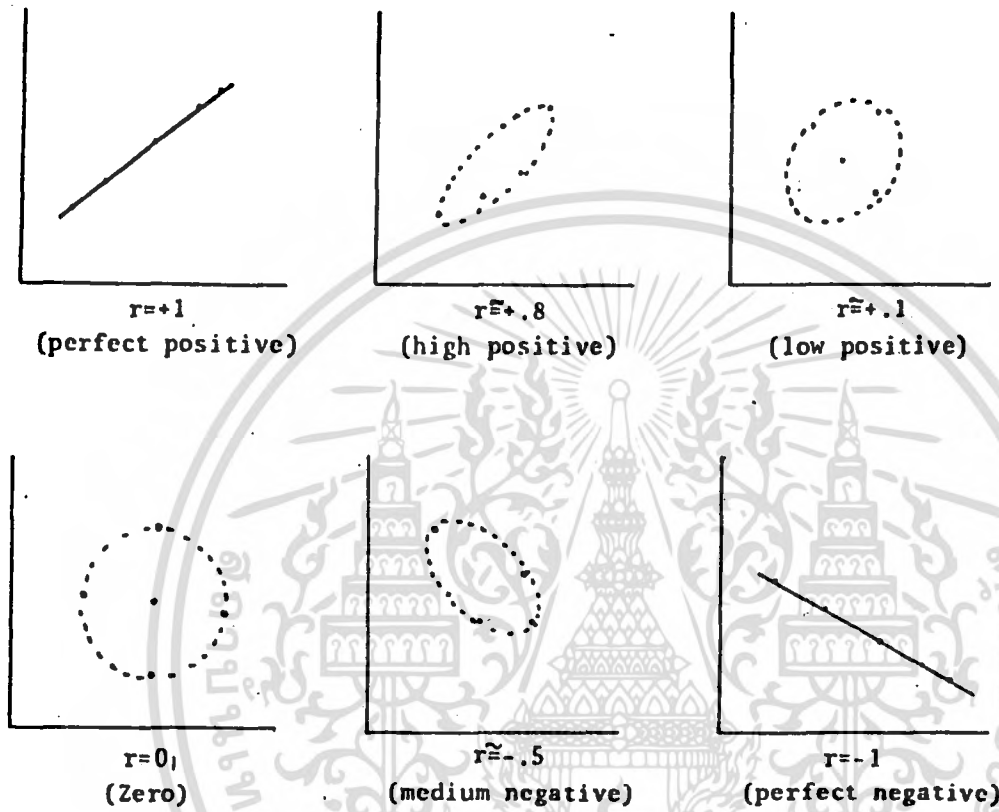 r=+1
(perfect positive)
r≅+.8
(high positive)
r≅+.1
(low positive)
r=0
(Zero)
r≅-.5
(medium negative)
r=-1
(perfect negative)